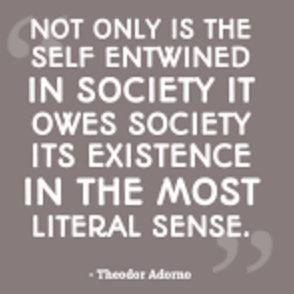 NOT ONLY IS THE
SELF ENTWINED
IN SOCIETY IT
OWES SOCIETY
ITS EXISTENCE
IN THE MOST
LITERAL SENSE.
- Theodor Adorno